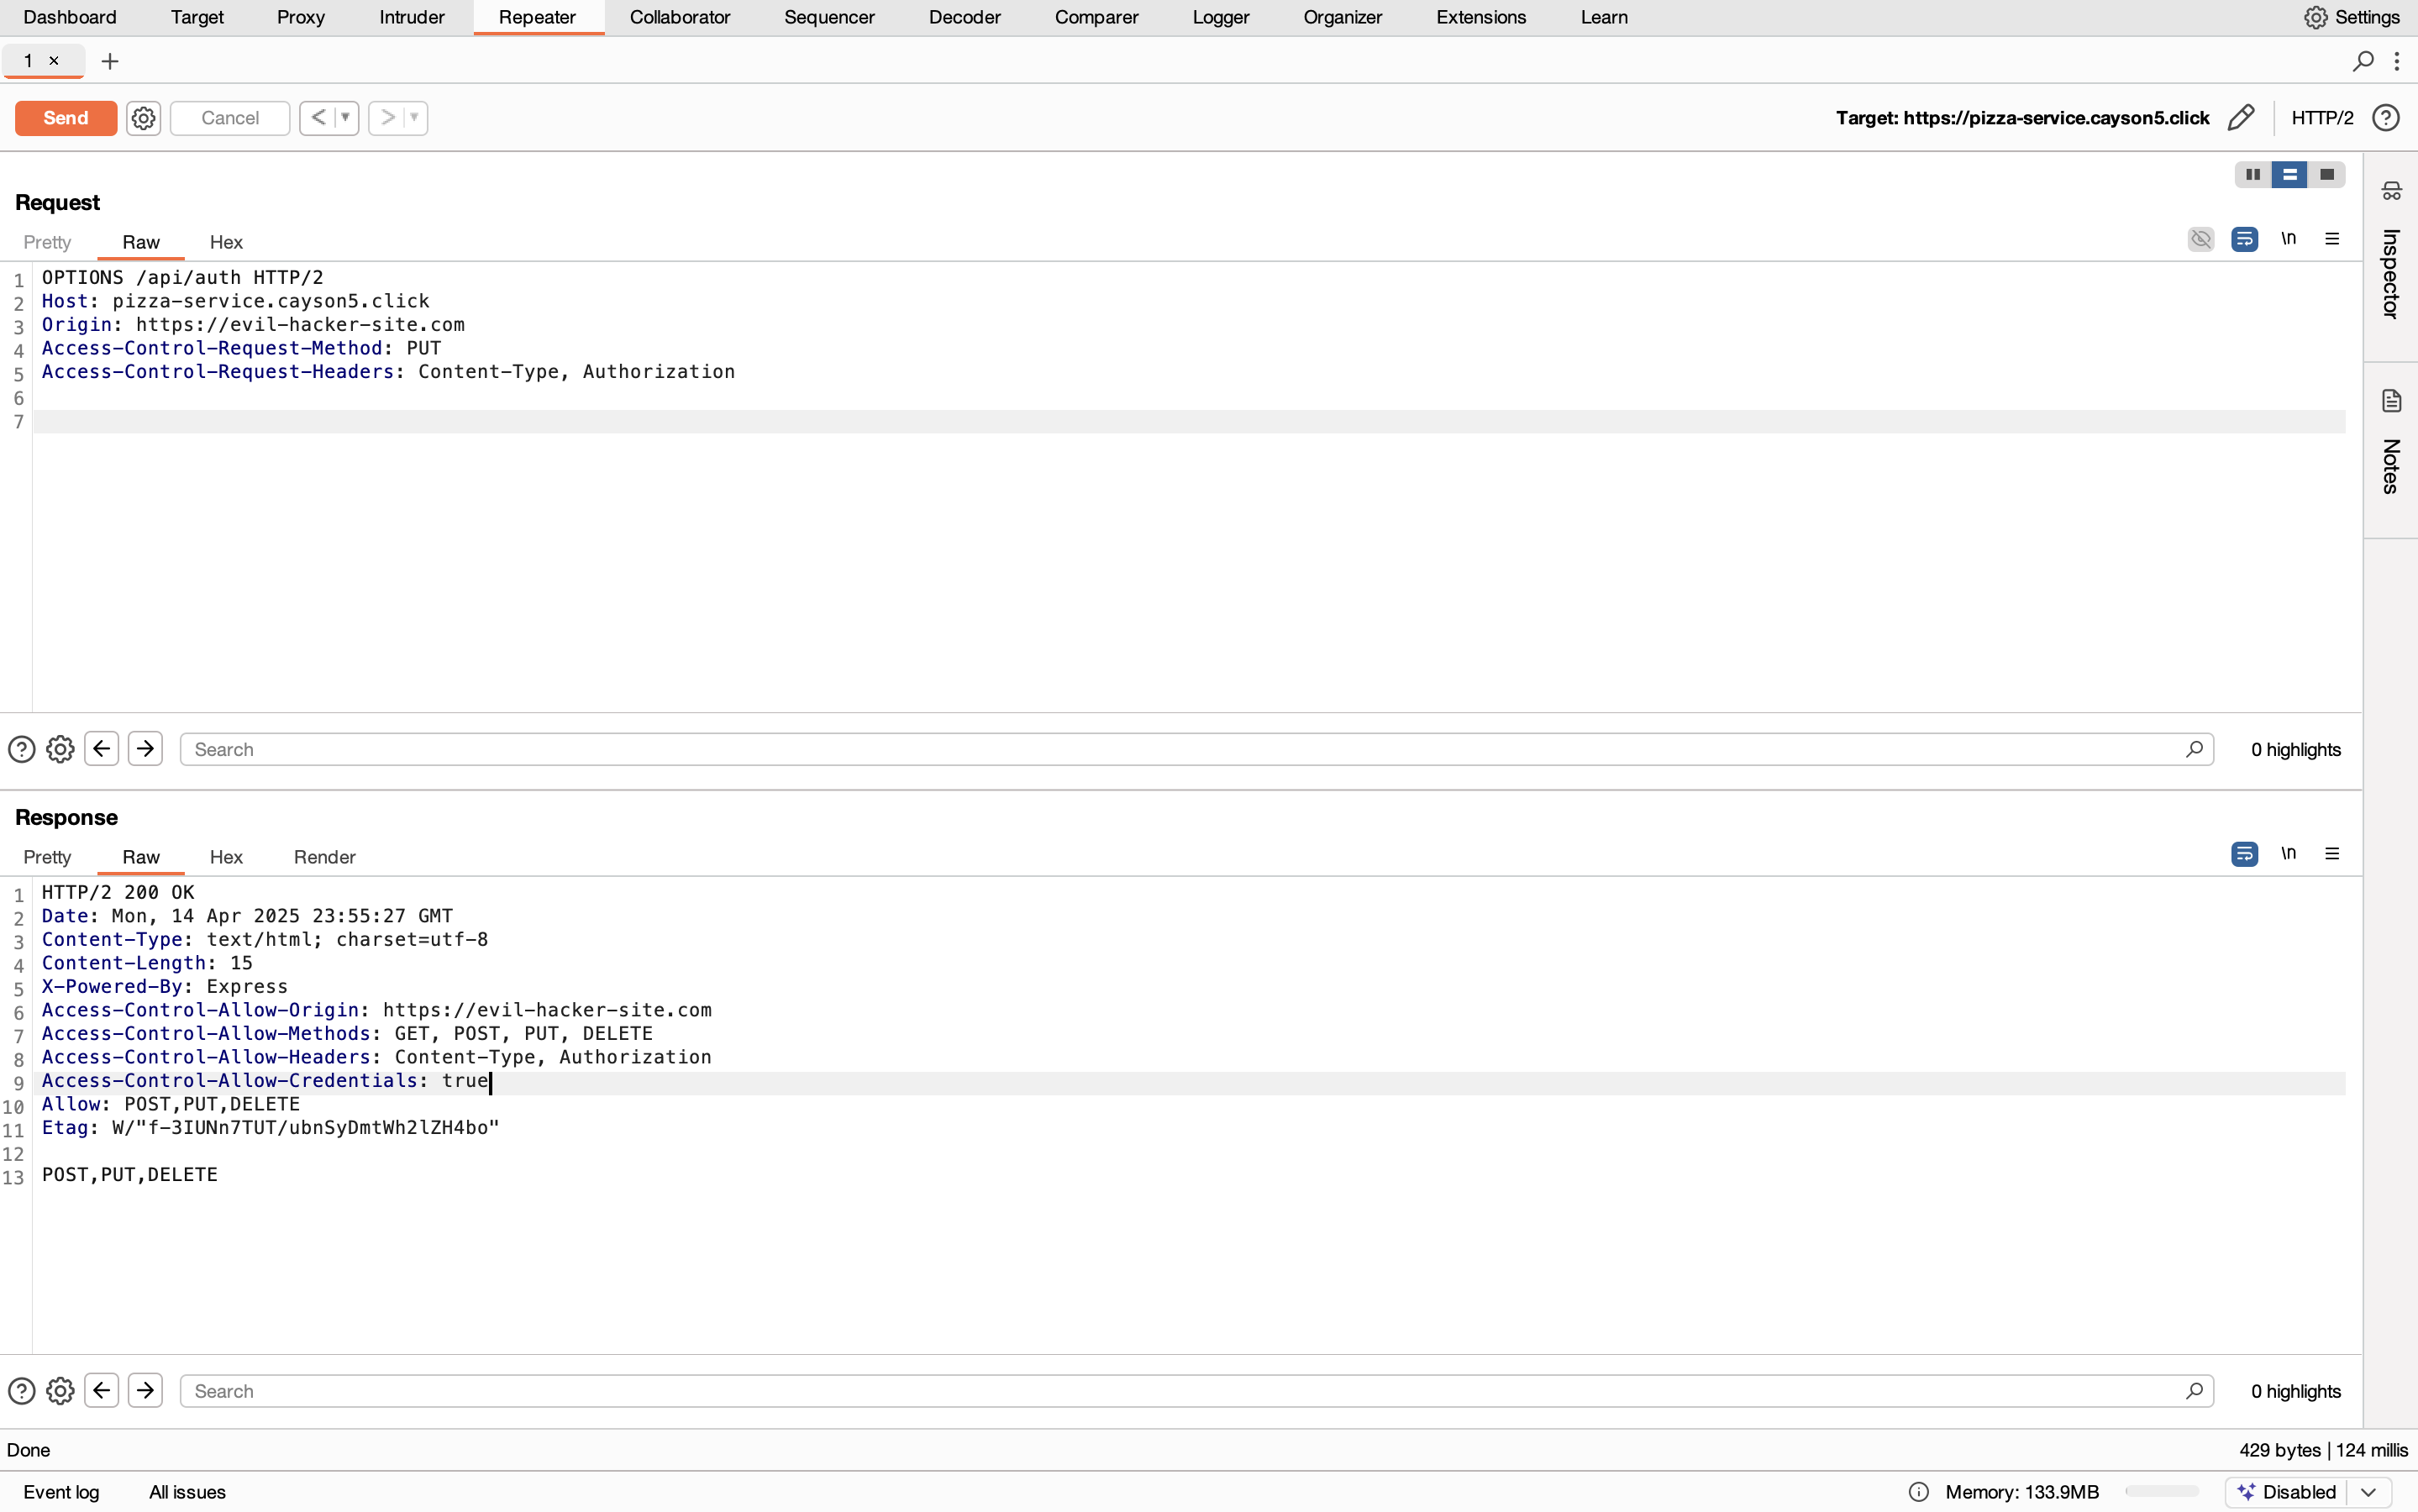 Dashboard Target Proxy Intruder Repeater Collaborator Sequencer Decoder Comparer Logger Organizer Extensions Learn Settings
1 × +
Send Cancel < > Target: https://pizza-service.cayson5.click HTTP/2
Request
Pretty Raw Hex \n
1 OPTIONS /api/auth HTTP/2
2 Host: pizza-service.cayson5.click
3 Origin: https://evil-hacker-site.com
4 Access-Control-Request-Method: PUT
5 Access-Control-Request-Headers: Content-Type, Authorization
6
7
Inspector
Notes
Search 0 highlights
Response
Pretty Raw Hex Render \n
1 HTTP/2 200 OK
2 Date: Mon, 14 Apr 2025 23:55:27 GMT
3 Content-Type: text/html; charset=utf-8
4 Content-Length: 15
5 X-Powered-By: Express
6 Access-Control-Allow-Origin: https://evil-hacker-site.com
7 Access-Control-Allow-Methods: GET, POST, PUT, DELETE
8 Access-Control-Allow-Headers: Content-Type, Authorization
9 Access-Control-Allow-Credentials: true
10 Allow: POST,PUT,DELETE
11 Etag: W/"f-3IUNn7TUT/ubnSyDmtWh2lZH4bo"
12
13 POST,PUT,DELETE
Search 0 highlights
Done 429 bytes | 124 millis
Event log All issues Memory: 133.9MB Disabled